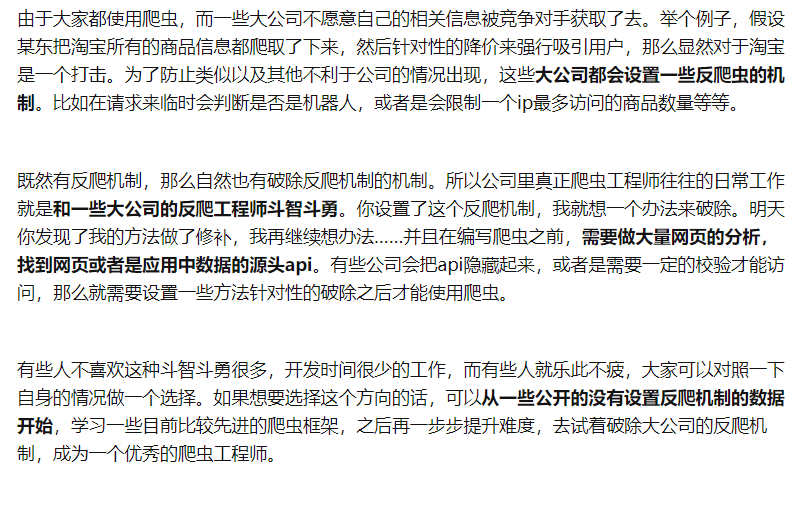 由于大家都使用爬虫，而一些大公司不愿意自己的相关信息被竞争对手获取了去。举个例子，假设
某东把淘宝所有的商品信息都爬取了下来，然后针对性的降价来强行吸引用户，那么显然对于淘宝
是一个打击。为了防止类似以及其他不利于公司的情况出现，这些大公司都会设置一些反爬虫的机
制。比如在请求来临时会判断是否是机器人，或者是会限制一个ip最多访问的商品数量等等。
既然有反爬机制，那么自然也有破除反爬机制的机制。所以公司里真正爬虫工程师往往的日常工作
就是和一些大公司的反爬工程师斗智斗勇。你设置了这个反爬机制，我就想一个办法来破除。明天
你发现了我的方法做了修补，我再继续想办法……并且在编写爬虫之前，需要做大量网页的分析，
找到网页或者是应用中数据的源头api。有些公司会把api隐藏起来，或者是需要一定的校验才能访
问，那么就需要设置一些方法针对性的破除之后才能使用爬虫。
有些人不喜欢这种斗智斗勇很多，开发时间很少的工作，而有些人就乐此不疲，大家可以对照一下
自身的情况做一个选择。如果想要选择这个方向的话，可以从一些公开的没有设置反爬机制的数据
开始，学习一些目前比较先进的爬虫框架，之后再一步步提升难度，去试着破除大公司的反爬机
制，成为一个优秀的爬虫工程师。